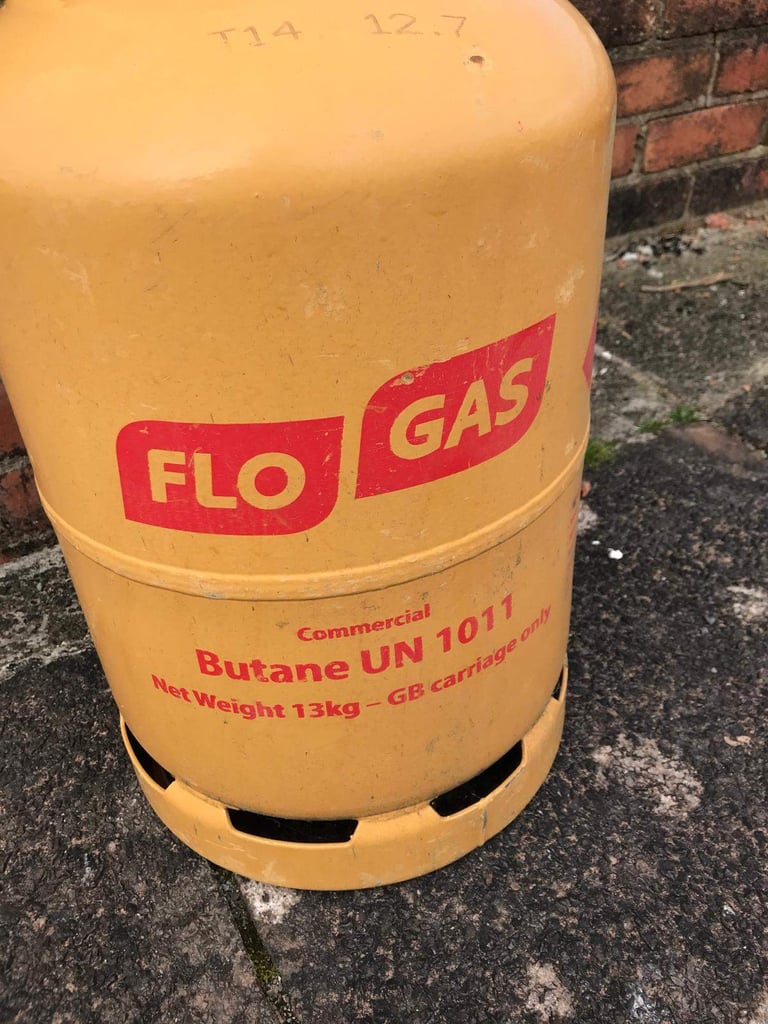 T14 12.7
FLO GAS
Commercial
Butane UN 1011
Net Weight 13kg – GB carriage only